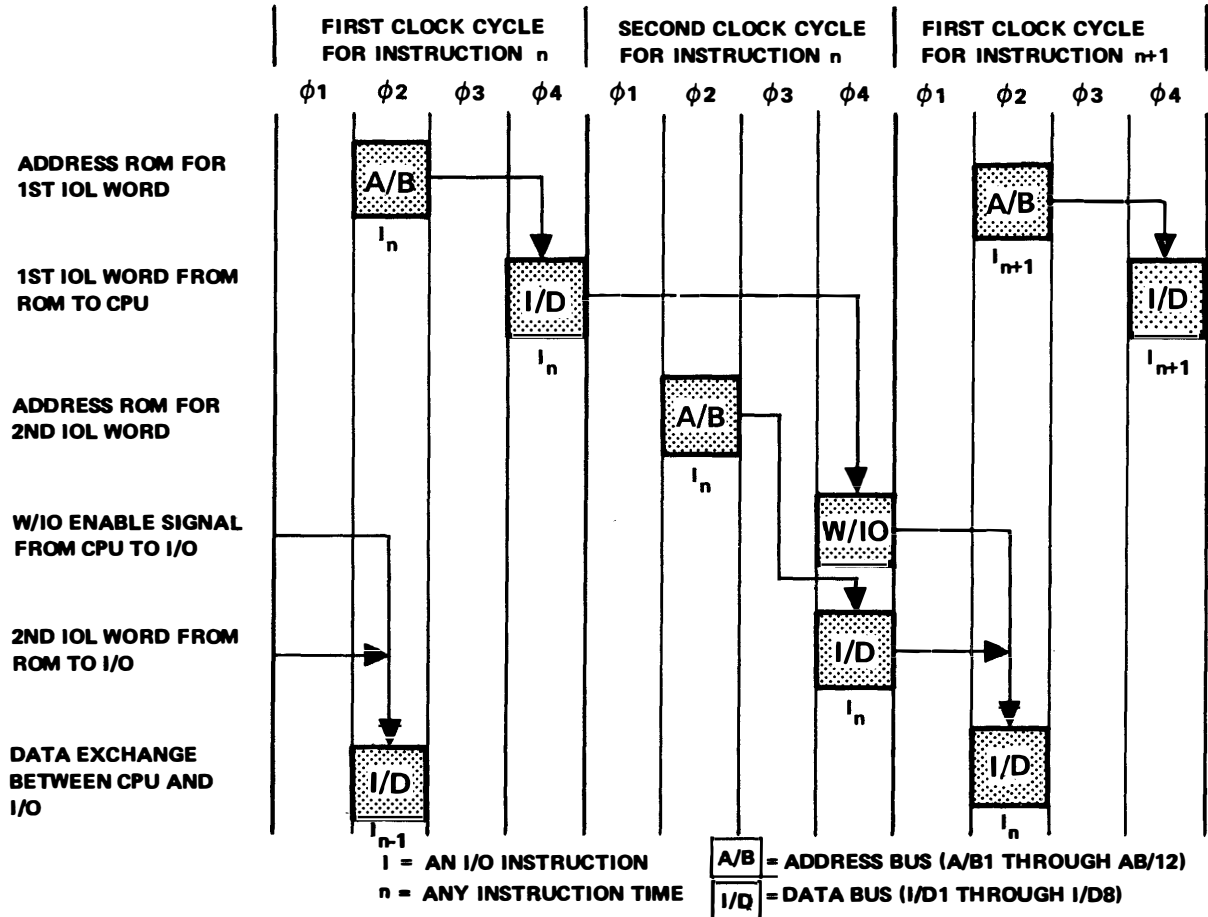 FIRST CLOCK CYCLE
FOR INSTRUCTION n
SECOND CLOCK CYCLE
FOR INSTRUCTION n
FIRST CLOCK CYCLE
FOR INSTRUCTION n+1
ϕ1 ϕ2 ϕ3 ϕ4 ϕ1 ϕ2 ϕ3 ϕ4 ϕ1 ϕ2 ϕ3 ϕ4
ADDRESS ROM FOR
1ST IOL WORD
A/B
In
A/B
In+1
1ST IOL WORD FROM
ROM TO CPU
I/D
In
I/D
In+1
ADDRESS ROM FOR
2ND IOL WORD
A/B
In
W/IO ENABLE SIGNAL
FROM CPU TO I/O
W/IO
2ND IOL WORD FROM
ROM TO I/O
I/D
In
DATA EXCHANGE
BETWEEN CPU AND
I/O
I/D
In-1
I/D
In
I = AN I/O INSTRUCTION
n = ANY INSTRUCTION TIME
A/B = ADDRESS BUS (A/B1 THROUGH AB/12)
I/D = DATA BUS (I/D1 THROUGH I/D8)